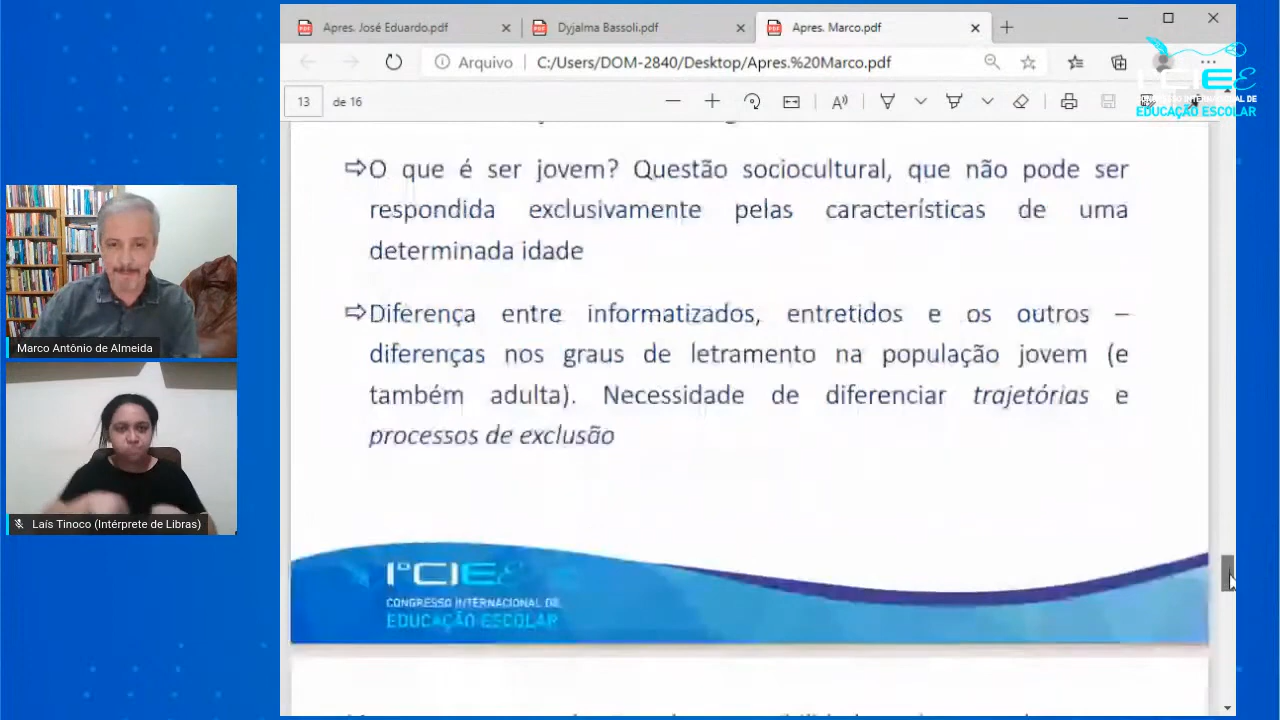 Apres. José Eduardo.pdf
Dyjalma Bassoli.pdf
Apres. Marco.pdf
Arquivo
C:/Users/DOM-2840/Desktop/Apres.%20Marco.pdf
13
de 16
EDUCAÇÃO ESCOLAR
⇨O que é ser jovem? Questão sociocultural, que não pode ser
respondida exclusivamente pelas características de uma
determinada idade
⇨Diferença entre informatizados, entretidos e os outros –
diferenças nos graus de letramento na população jovem (e
também adulta). Necessidade de diferenciar trajetórias e
processos de exclusão
Marco Antônio de Almeida
Laís Tinoco (Intérprete de Libras)
IºCIEE
CONGRESSO INTERNACIONAL DE
EDUCAÇÃO ESCOLAR